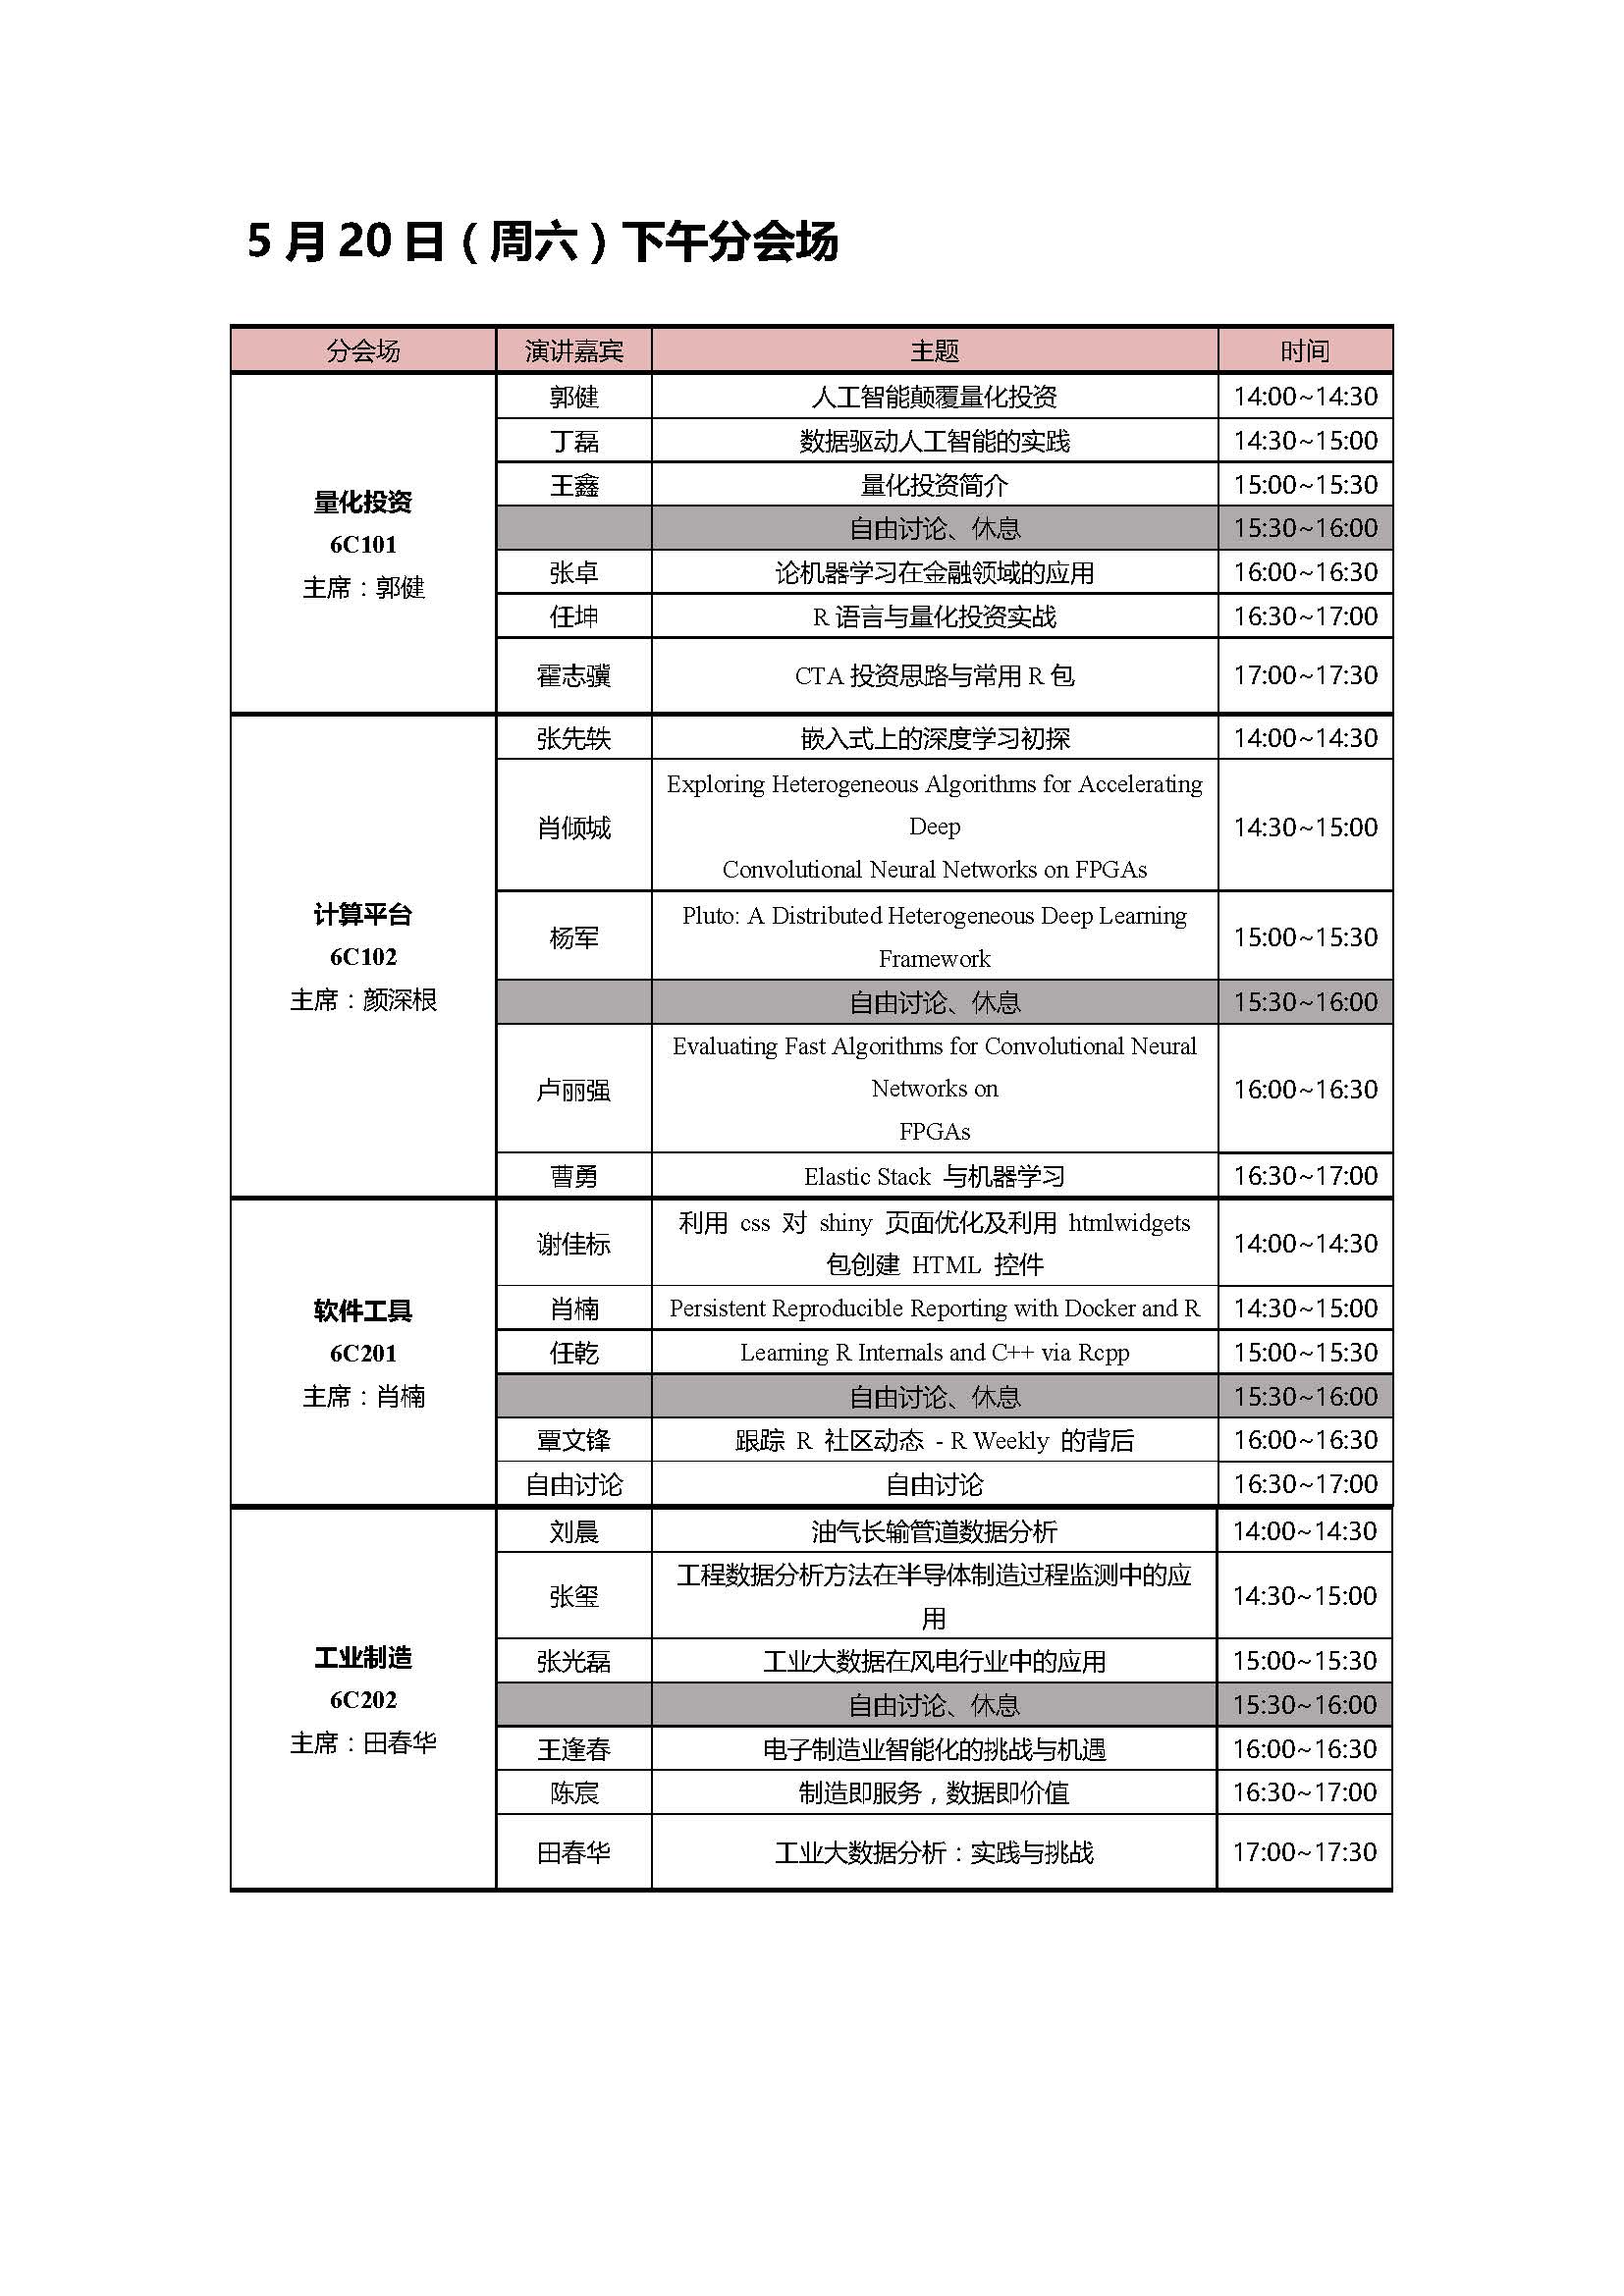 5 月 20 日（周六）下午分会场
分会场 演讲嘉宾 主题 时间
量化投资
6C101
主席：郭健
郭健 人工智能颠覆量化投资 14:00~14:30
丁磊 数据驱动人工智能的实践 14:30~15:00
王鑫 量化投资简介 15:00~15:30
自由讨论、休息 15:30~16:00
张卓 论机器学习在金融领域的应用 16:00~16:30
任坤 R 语言与量化投资实战 16:30~17:00
霍志骥 CTA 投资思路与常用 R 包 17:00~17:30
计算平台
6C102
主席：颜深根
张先轶 嵌入式上的深度学习初探 14:00~14:30
肖倾城
Exploring Heterogeneous Algorithms for Accelerating
Deep
Convolutional Neural Networks on FPGAs
14:30~15:00
杨军
Pluto: A Distributed Heterogeneous Deep Learning
Framework
15:00~15:30
自由讨论、休息 15:30~16:00
卢丽强
Evaluating Fast Algorithms for Convolutional Neural
Networks on
FPGAs
16:00~16:30
曹勇 Elastic Stack 与机器学习 16:30~17:00
软件工具
6C201
主席：肖楠
谢佳标
利用 css 对 shiny 页面优化及利用 htmlwidgets
包创建 HTML 控件
14:00~14:30
肖楠 Persistent Reproducible Reporting with Docker and R 14:30~15:00
任乾 Learning R Internals and C++ via Rcpp 15:00~15:30
自由讨论、休息 15:30~16:00
覃文锋 跟踪 R 社区动态 - R Weekly 的背后 16:00~16:30
自由讨论 自由讨论 16:30~17:00
工业制造
6C202
主席：田春华
刘晨 油气长输管道数据分析 14:00~14:30
张玺
工程数据分析方法在半导体制造过程监测中的应
用
14:30~15:00
张光磊 工业大数据在风电行业中的应用 15:00~15:30
自由讨论、休息 15:30~16:00
王逢春 电子制造业智能化的挑战与机遇 16:00~16:30
陈宸 制造即服务，数据即价值 16:30~17:00
田春华 工业大数据分析：实践与挑战 17:00~17:30